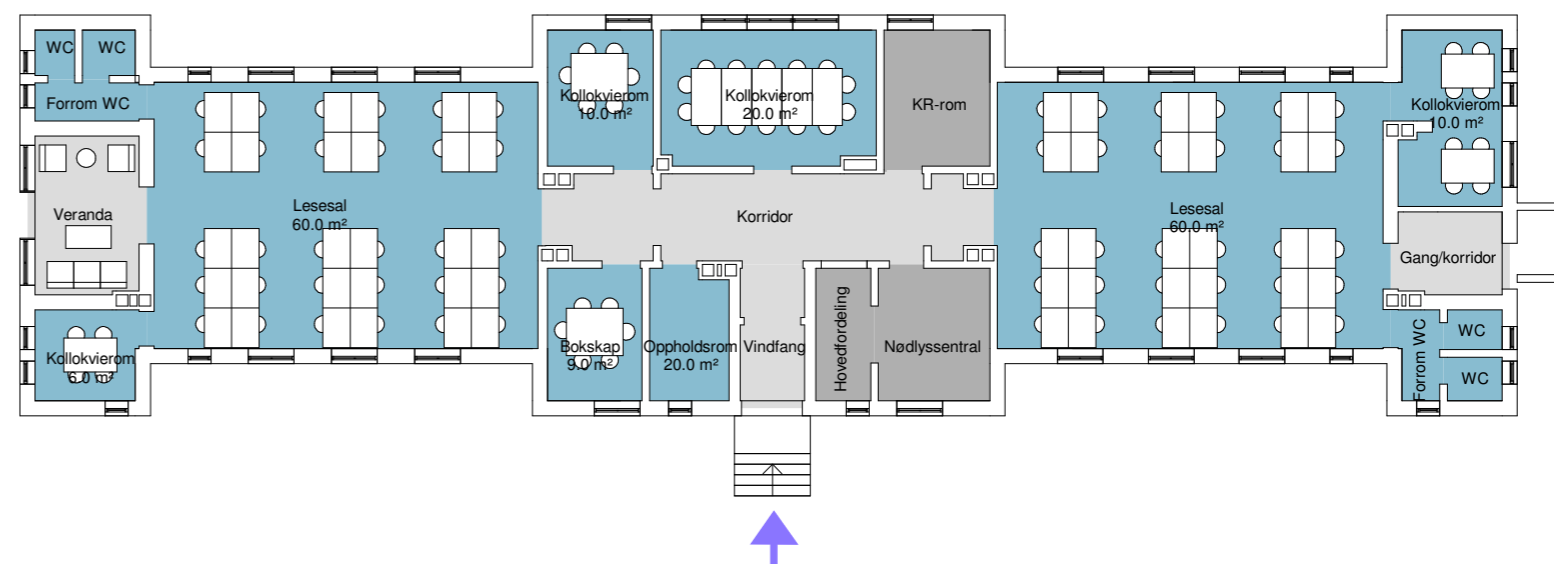 WC
WC
Forrom WC
Veranda
Kollokvierom
6.0 m²
Lesesal
60.0 m²
Kollokvierom
10.0 m²
Kollokvierom
20.0 m²
KR-rom
Korridor
Bokskap
9.0 m²
Oppholdsrom
20.0 m²
Vindfang
Hovedfordeling
Nødlyssentral
Lesesal
60.0 m²
Kollokvierom
10.0 m²
Gang/korridor
Forrom WC
WC
WC